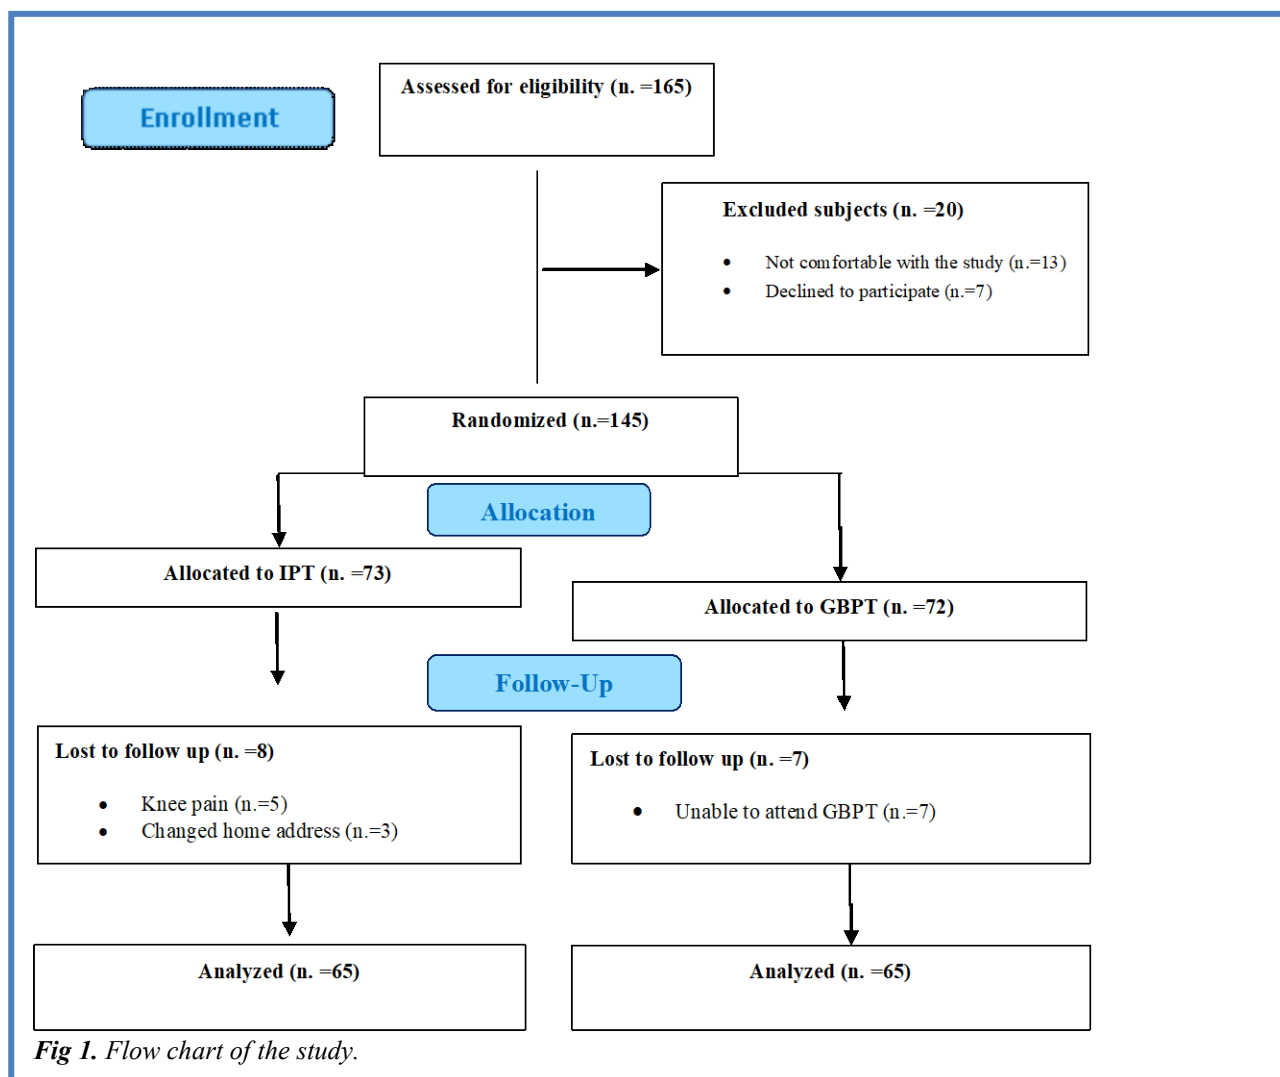 Assessed for eligibility (n. =165)
Enrollment
Excluded subjects (n. =20)
• Not comfortable with the study (n.=13)
• Declined to participate (n.=7)
Randomized (n.=145)
Allocation
Allocated to IPT (n. =73)
Allocated to GBPT (n. =72)
Follow-Up
Lost to follow up (n. =8)
• Knee pain (n.=5)
• Changed home address (n.=3)
Lost to follow up (n. =7)
• Unable to attend GBPT (n.=7)
Analyzed (n. =65)
Analyzed (n. =65)
Fig 1. Flow chart of the study.